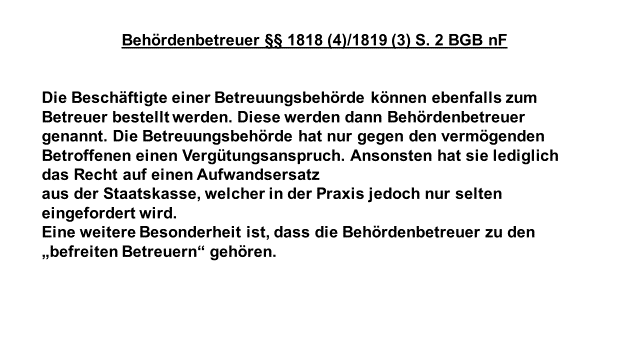 Behördenbetreuer §§ 1818 (4)/1819 (3) S. 2 BGB nF
Die Beschäftigte einer Betreuungsbehörde können ebenfalls zum
Betreuer bestellt werden. Diese werden dann Behördenbetreuer
genannt. Die Betreuungsbehörde hat nur gegen den vermögenden
Betroffenen einen Vergütungsanspruch. Ansonsten hat sie lediglich
das Recht auf einen Aufwandsersatz
aus der Staatskasse, welcher in der Praxis jedoch nur selten
eingefordert wird.
Eine weitere Besonderheit ist, dass die Behördenbetreuer zu den
„befreiten Betreuern“ gehören.